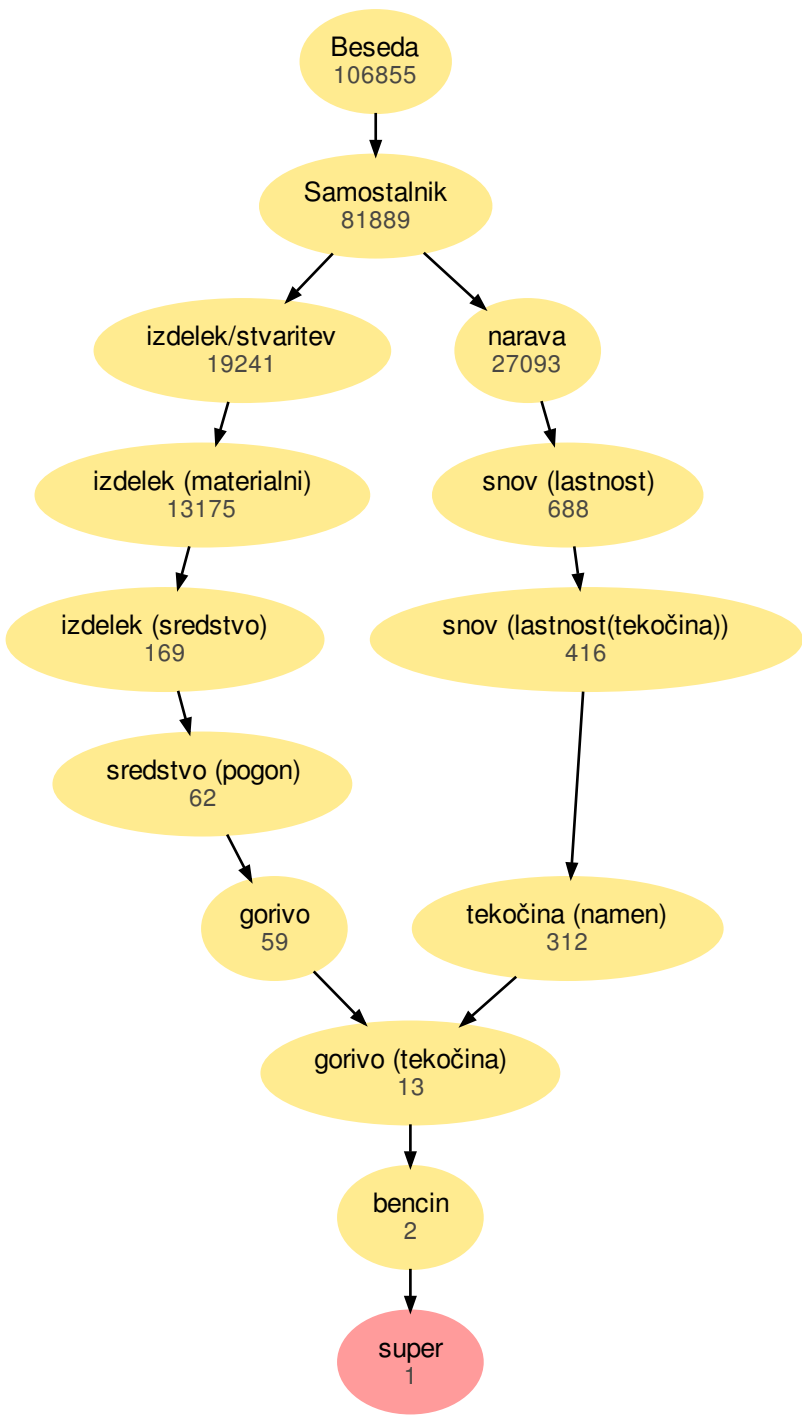 Beseda
106855
Samostalnik
81889
izdelek/stvaritev
19241
narava
27093
izdelek (materialni)
13175
snov (lastnost)
688
izdelek (sredstvo)
169
snov (lastnost(tekočina))
416
sredstvo (pogon)
62
gorivo
59
tekočina (namen)
312
gorivo (tekočina)
13
bencin
2
super
1